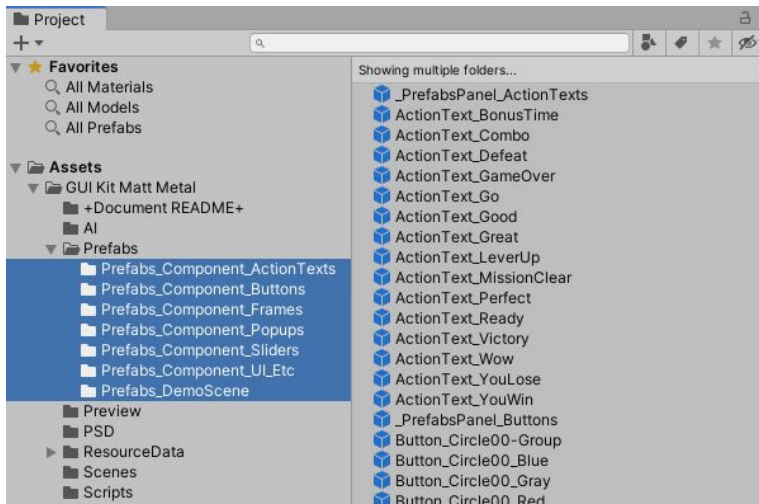 Project
Favorites
All Materials
All Models
All Prefabs
Assets
GUI Kit Matt Metal
+Document README+
AI
Prefabs
Prefabs_Component_ActionTexts
Prefabs_Component_Buttons
Prefabs_Component_Frames
Prefabs_Component_Popups
Prefabs_Component_Sliders
Prefabs_Component_UI_Etc
Prefabs_DemoScene
Preview
PSD
ResourceData
Scenes
Scripts
Showing multiple folders...
_PrefabsPanel_ActionTexts
ActionText_BonusTime
ActionText_Combo
ActionText_Defeat
ActionText_GameOver
ActionText_Go
ActionText_Good
ActionText_Great
ActionText_LeverUp
ActionText_MissionClear
ActionText_Perfect
ActionText_Ready
ActionText_Victory
ActionText_Wow
ActionText_YouLose
ActionText_YouWin
_PrefabsPanel_Buttons
Button_Circle00-Group
Button_Circle00_Blue
Button_Circle00_Gray
Button_Circle00_Red